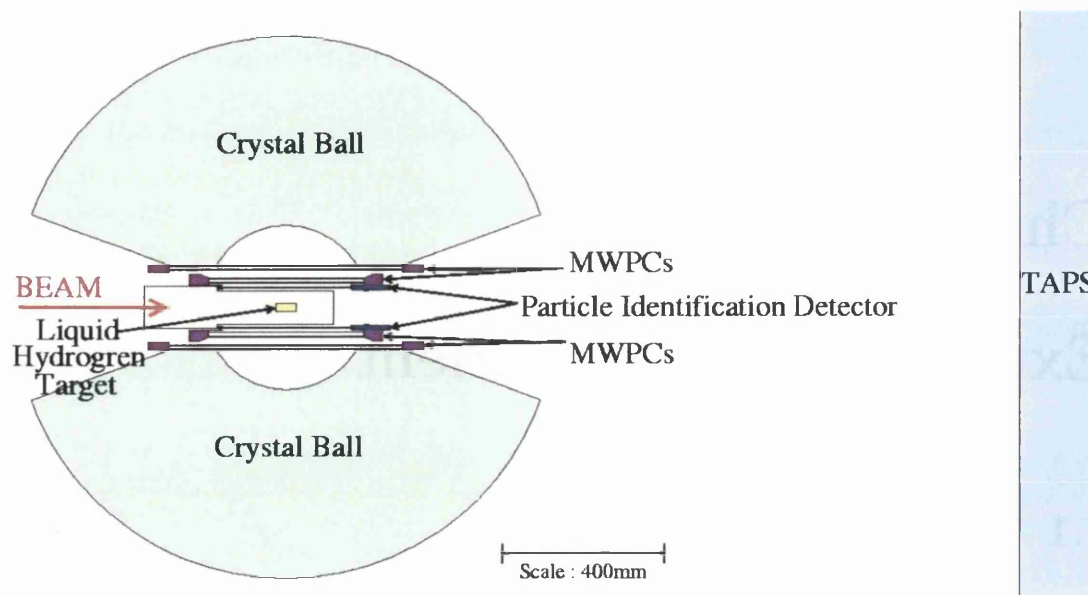 Crystal Ball
MWPCs
BEAM
TAPS
Particle Identification Detector
Liquid
Hydrogren
Target
MWPCs
Crystal Ball
Scale : 400mm